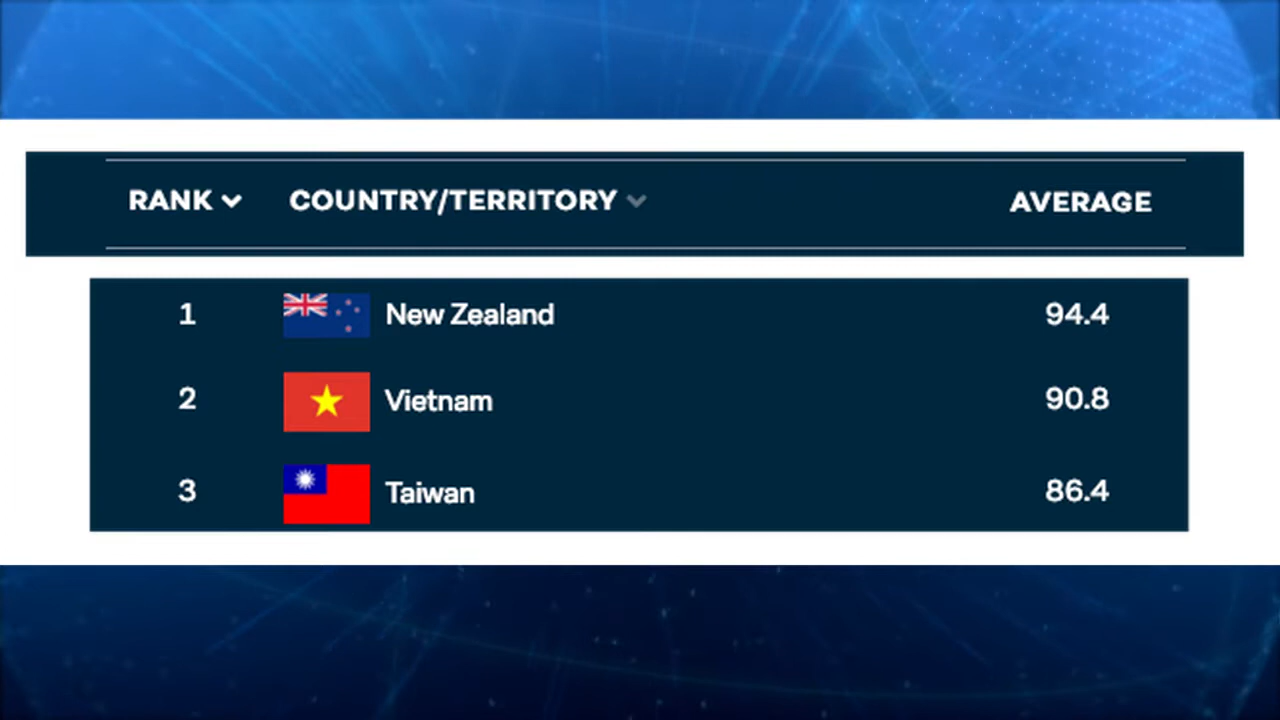 RANK COUNTRY/TERRITORY AVERAGE
1 New Zealand 94.4
2 Vietnam 90.8
3 Taiwan 86.4